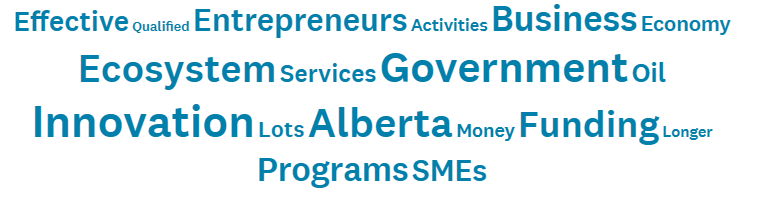 Effective Qualified Entrepreneurs Activities Business Economy
Ecosystem Services Government Oil
Innovation Lots Alberta Money Funding Longer
Programs SMEs